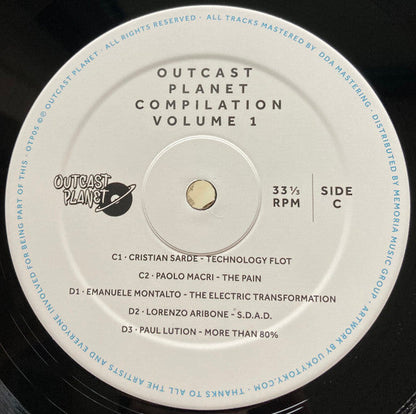 OUTCAST
PLANET
COMPILATION
VOLUME 1
OUTCAST
PLANET
33 ⅓
RPM
SIDE
C
C1 · CRISTIAN SARDE - TECHNOLOGY FLOT
C2 · PAOLO MACRI - THE PAIN
D1 · EMANUELE MONTALTO - THE ELECTRIC TRANSFORMATION
D2 · LORENZO ARIBONE - S.D.A.D.
D3 · PAUL LUTION - MORE THAN 80%
OTP05 ©℗ OUTCAST PLANET · ALL RIGHTS RESERVED · ALL TRACKS MASTERED BY DDA MASTERING · DISTRIBUTED BY MEMORIA MUSIC GROUP · ARTWORK BY UOKYTOKY.COM · THANKS TO ALL THE ARTISTS AND EVERYONE INVOLVED FOR BEING PART OF THIS ·